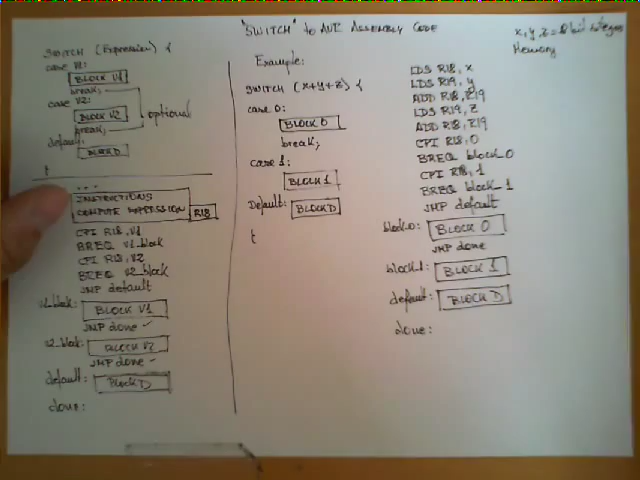 "SWITCH" to AVR Assembly Code
x, y, z = 8 bit integers
Memory
SWITCH (Expression) {
case V1:
BLOCK V1
break;
case V2:
BLOCK V2
break;
optional
default:
BLOCK D
}
...
INSTRUCTIONS
COMPUTE EXPRESSION
R18
CPI R18, V1
BREQ v1_block
CPI R18, V2
BREQ v2_block
JMP default
v1_block: BLOCK V1
JMP done
v2_block: BLOCK V2
JMP done
default: BLOCK D
done:
Example:
SWITCH (x+y+z) {
case 0:
BLOCK 0
break;
case 1:
BLOCK 1
Default: BLOCK D
}
LDS R18, x
LDS R19, y
ADD R18, R19
LDS R19, Z
ADD R18, R19
CPI R18, 0
BREQ block_0
CPI R18, 1
BREQ block_1
JMP default
block_0: BLOCK 0
JMP done
block_1: BLOCK 1
default: BLOCK D
done: